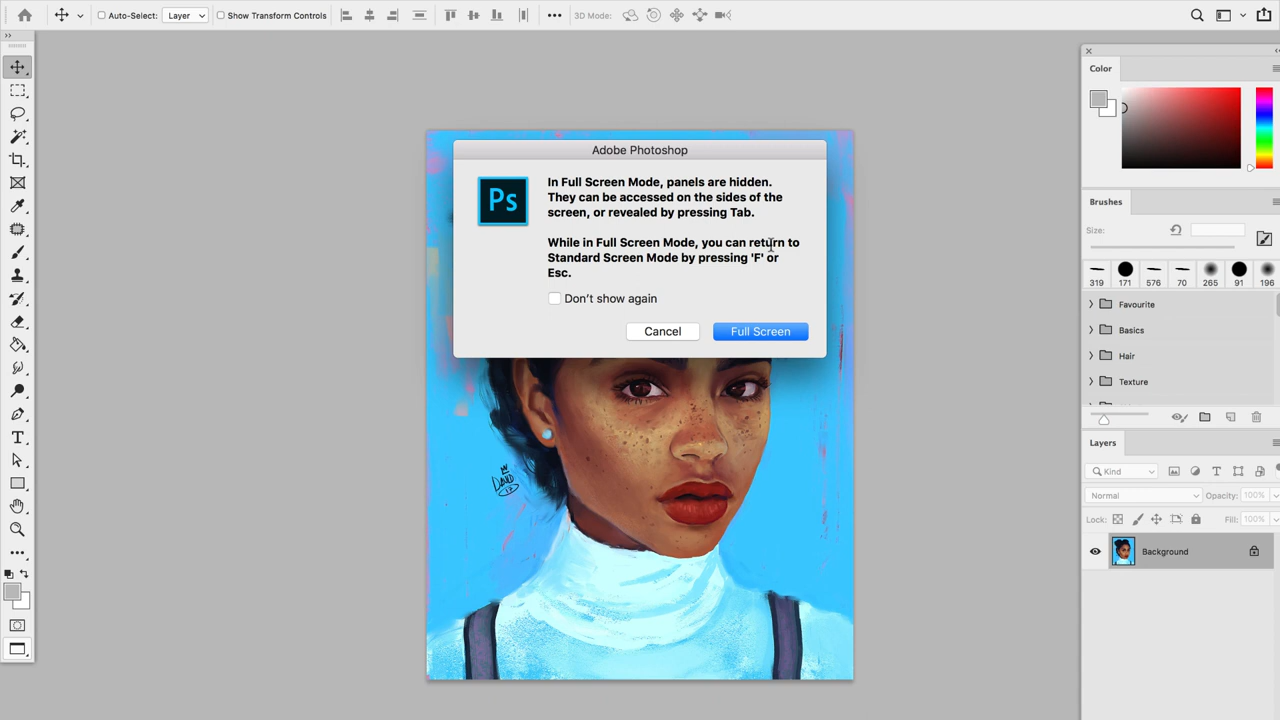 Auto-Select: Layer Show Transform Controls 3D Mode:
Adobe Photoshop
Ps
In Full Screen Mode, panels are hidden.
They can be accessed on the sides of the
screen, or revealed by pressing Tab.
While in Full Screen Mode, you can return to
Standard Screen Mode by pressing 'F' or
Esc.
Don't show again
Cancel Full Screen
Color
Brushes
Size:
319 171 576 70 265 91 196
Favourite
Basics
Hair
Texture
Layers
Kind
Normal Opacity: 100%
Lock: Fill: 100%
Background